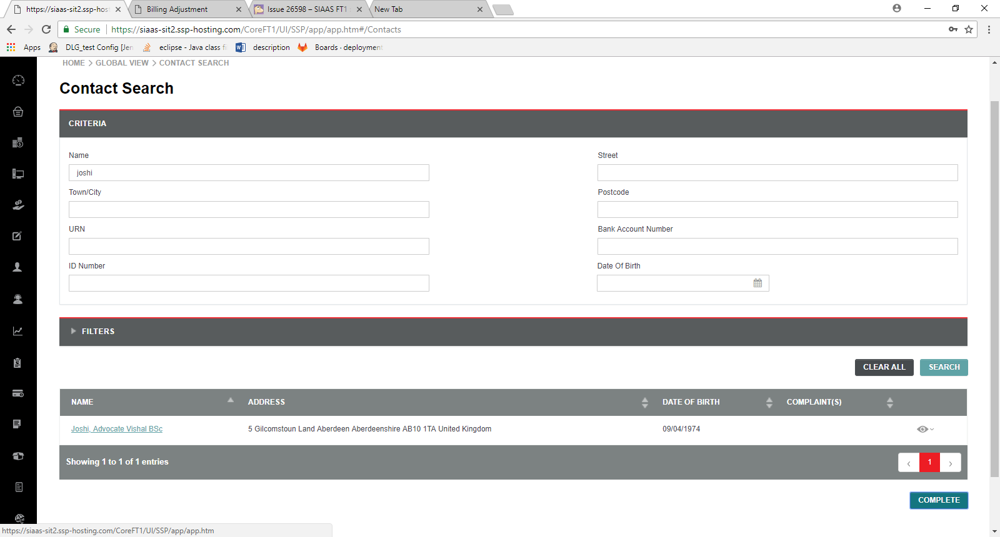 https://siaas-sit2.ssp-host
Billing Adjustment
Issue 26598 – SIAAS FT1
New Tab
Secure
https://siaas-sit2.ssp-hosting.com/CoreFT1/UI/SSP/app/app.htm#/Contacts
Apps
DLG_test Config [Jen
eclipse - Java class fi
description
Boards · deployment
HOME > GLOBAL VIEW > CONTACT SEARCH
Contact Search
CRITERIA
Name
Street
joshi
Town/City
Postcode
URN
Bank Account Number
ID Number
Date Of Birth
FILTERS
CLEAR ALL
SEARCH
NAME
ADDRESS
DATE OF BIRTH
COMPLAINT(S)
Joshi, Advocate Vishal BSc
5 Gilcomstoun Land Aberdeen Aberdeenshire AB10 1TA United Kingdom
09/04/1974
Showing 1 to 1 of 1 entries
‹ 1 ›
COMPLETE
https://siaas-sit2.ssp-hosting.com/CoreFT1/UI/SSP/app/app.htm